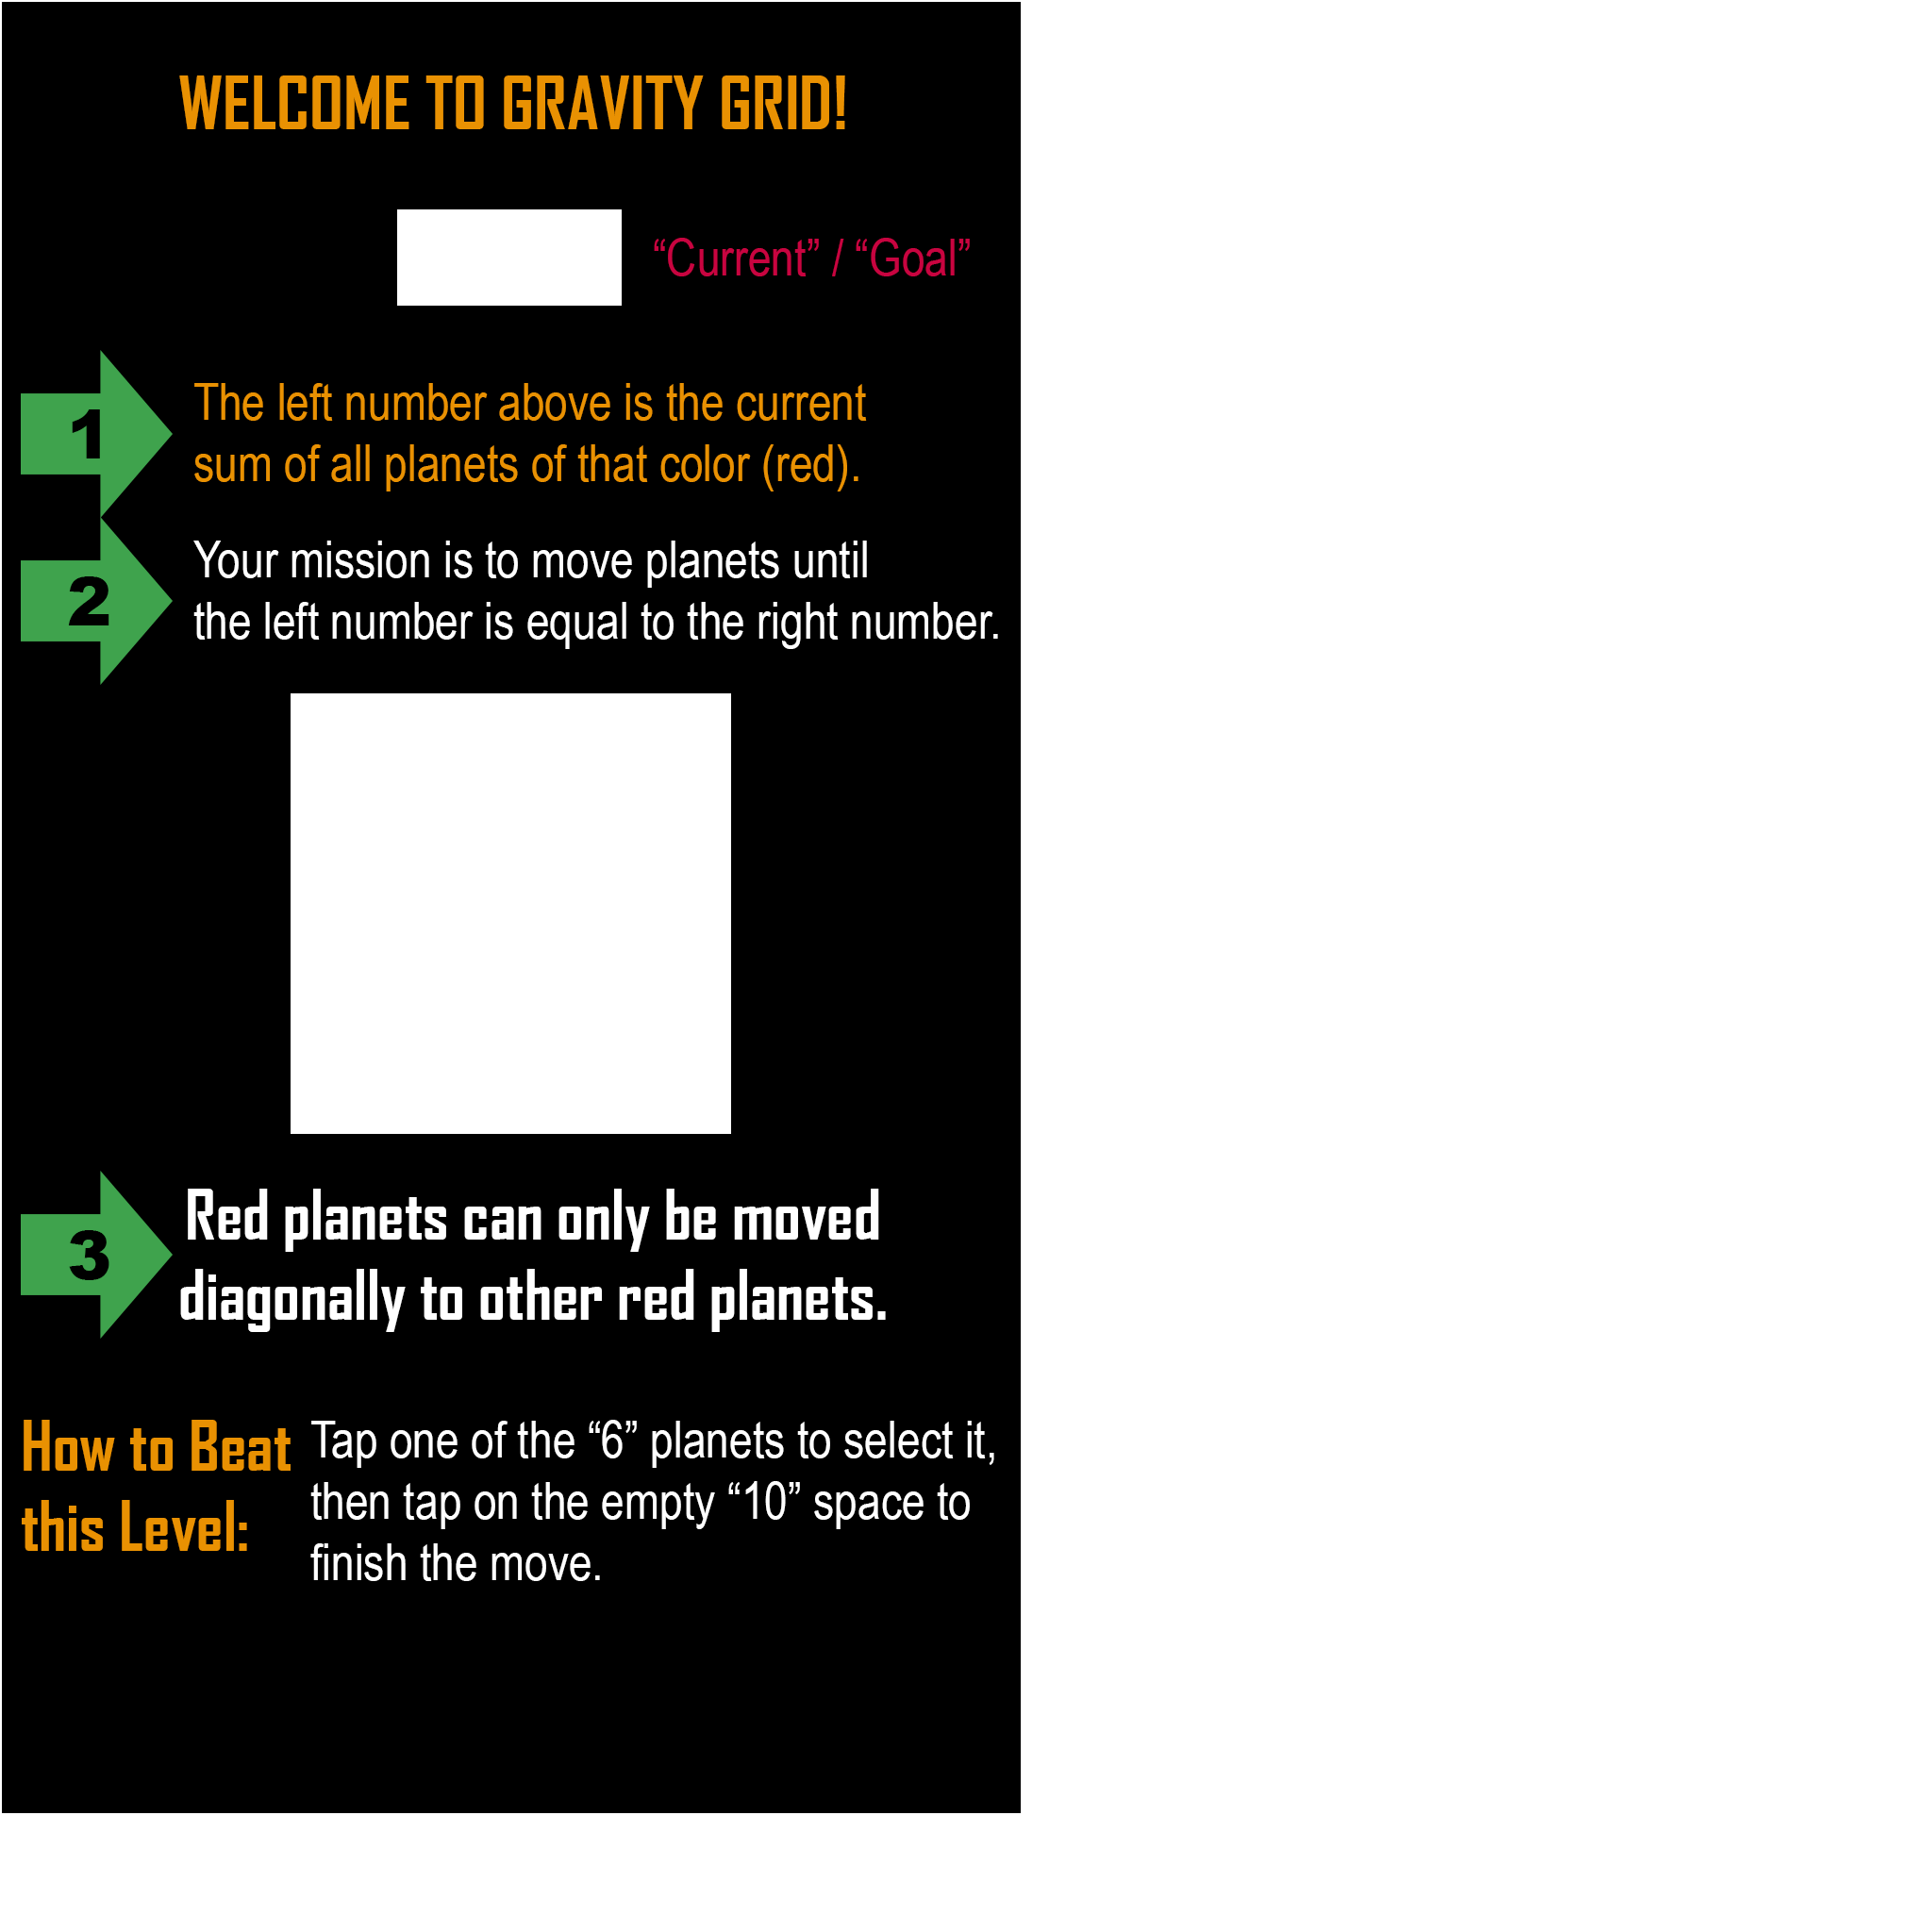 WELCOME TO GRAVITY GRID!
“Current” / “Goal”
1
The left number above is the current
sum of all planets of that color (red).
2
Your mission is to move planets until
the left number is equal to the right number.
3
Red planets can only be moved
diagonally to other red planets.
How to Beat
this Level:
Tap one of the “6” planets to select it,
then tap on the empty “10” space to
finish the move.